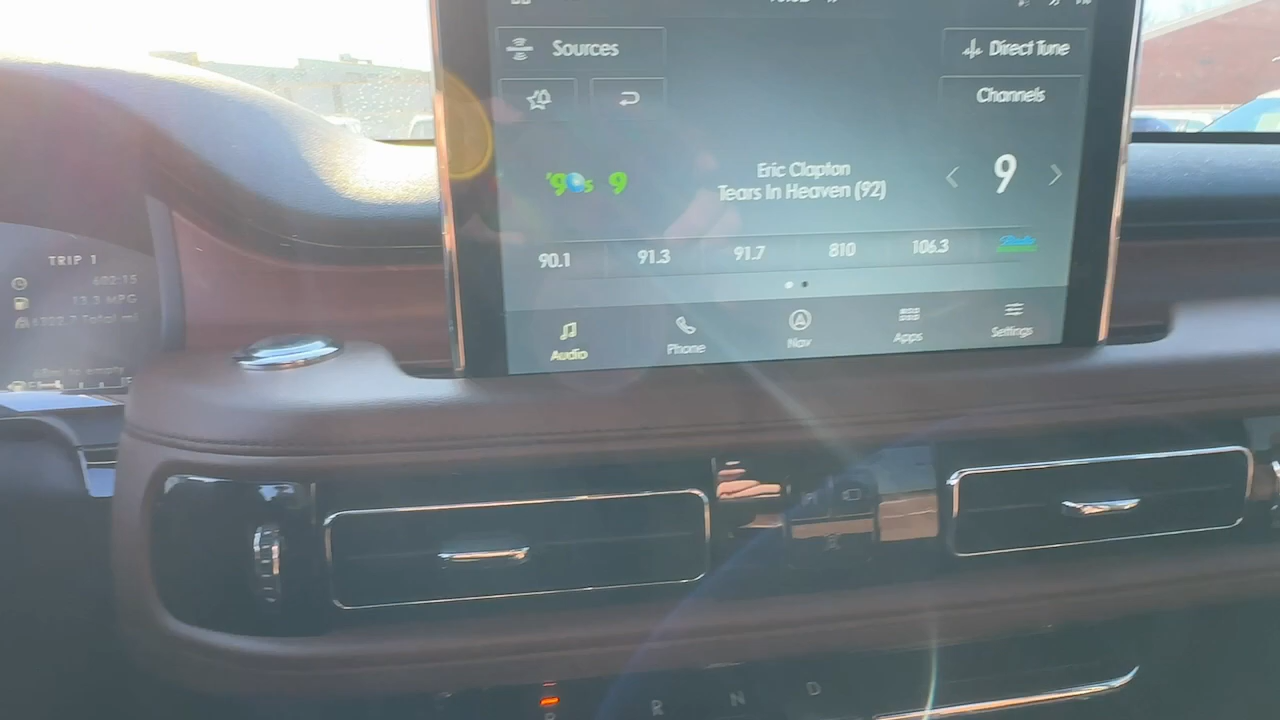 Sources
Direct Tune
Channels
'90s 9
Eric Clapton
Tears In Heaven (92)
9
90.1 91.3 91.7 810 106.3
Audio Phone Nav Apps Settings
TRIP 1
602:15
13.3 MPG
Total mi
P R N D